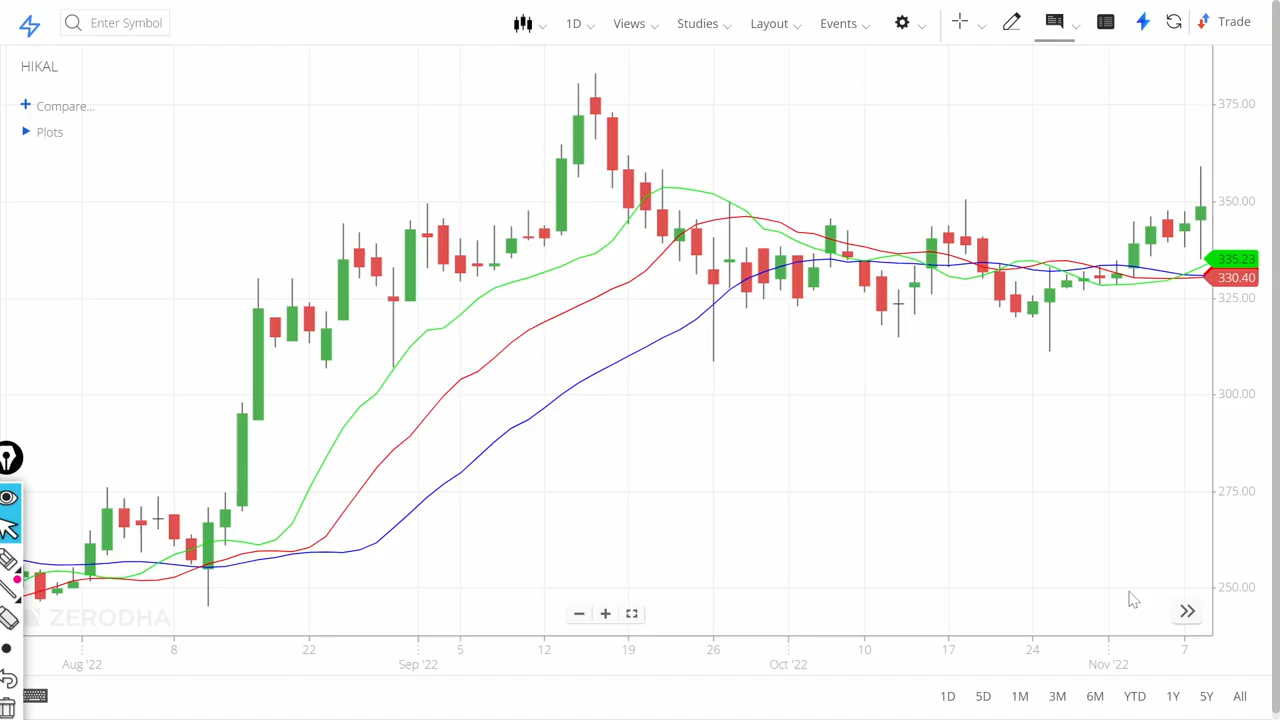 Enter Symbol
1D
Views
Studies
Layout
Events
Trade
HIKAL
Compare...
Plots
375.00
350.00
335.23
330.40
325.00
300.00
275.00
250.00
ZERODHA
8
22
5
12
19
26
10
17
24
7
Aug '22
Sep '22
Oct '22
Nov '22
1D
5D
1M
3M
6M
YTD
1Y
5Y
All